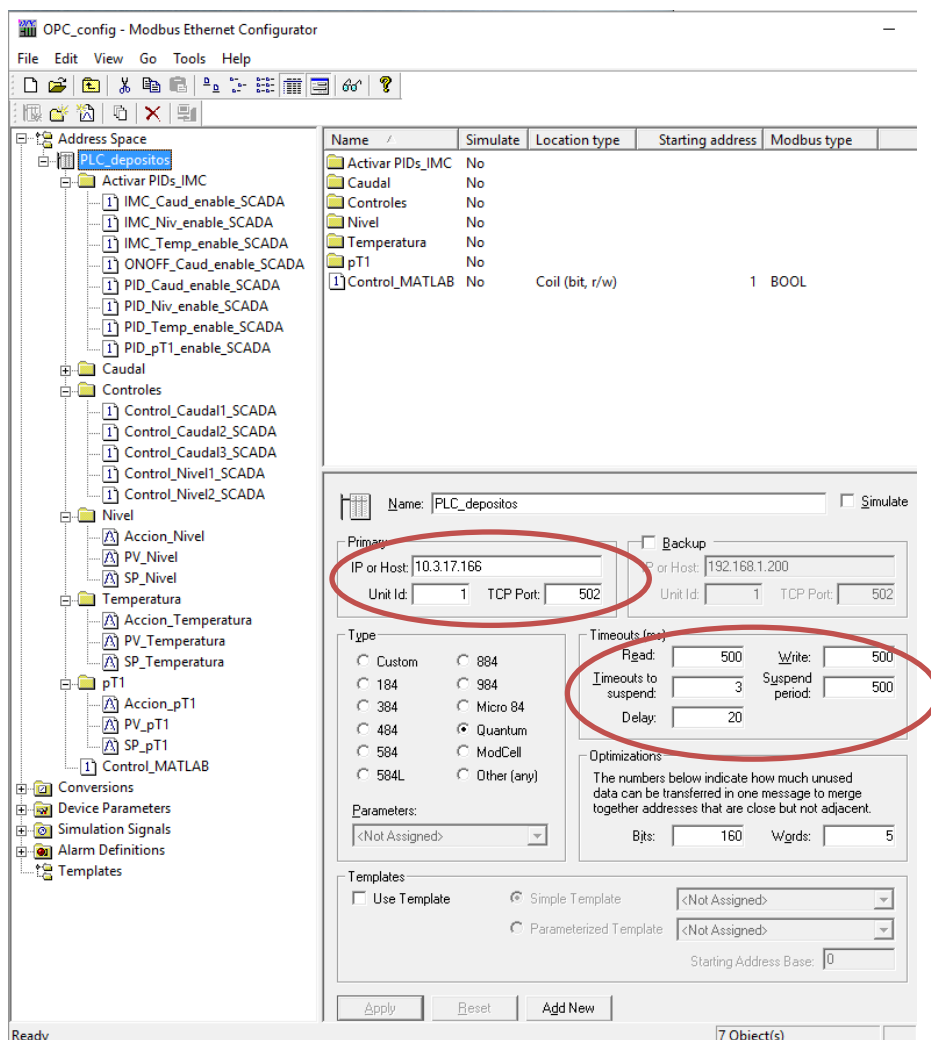 OPC_config - Modbus Ethernet Configurator
File Edit View Go Tools Help
Address Space
PLC_depositos
Activar PIDs_IMC
IMC_Caud_enable_SCADA
IMC_Niv_enable_SCADA
IMC_Temp_enable_SCADA
ONOFF_Caud_enable_SCADA
PID_Caud_enable_SCADA
PID_Niv_enable_SCADA
PID_Temp_enable_SCADA
PID_pT1_enable_SCADA
Caudal
Controles
Control_Caudal1_SCADA
Control_Caudal2_SCADA
Control_Caudal3_SCADA
Control_Nivel1_SCADA
Control_Nivel2_SCADA
Nivel
Accion_Nivel
PV_Nivel
SP_Nivel
Temperatura
Accion_Temperatura
PV_Temperatura
SP_Temperatura
pT1
Accion_pT1
PV_pT1
SP_pT1
Control_MATLAB
Conversions
Device Parameters
Simulation Signals
Alarm Definitions
Templates
Name Simulate Location type Starting address Modbus type
Activar PIDs_IMC No
Caudal No
Controles No
Nivel No
Temperatura No
pT1 No
Control_MATLAB No Coil (bit, r/w) 1 BOOL
Name: PLC_depositos Simulate
Primary
IP or Host: 10.3.17.166
Unit Id: 1 TCP Port: 502
Backup
IP or Host: 192.168.1.200
Unit Id: 1 TCP Port: 502
Type
Custom 884
184 984
384 Micro 84
484 Quantum
584 ModCell
584L Other (any)
Parameters:
<Not Assigned>
Timeouts (ms)
Read: 500 Write: 500
Timeouts to suspend: 3 Suspend period: 500
Delay: 20
Optimizations
The numbers below indicate how much unused
data can be transferred in one message to merge
together addresses that are close but not adjacent.
Bits: 160 Words: 5
Templates
Use Template Simple Template <Not Assigned>
Parameterized Template <Not Assigned>
Starting Address Base: 0
Apply Reset Add New
Ready 7 Object(s)